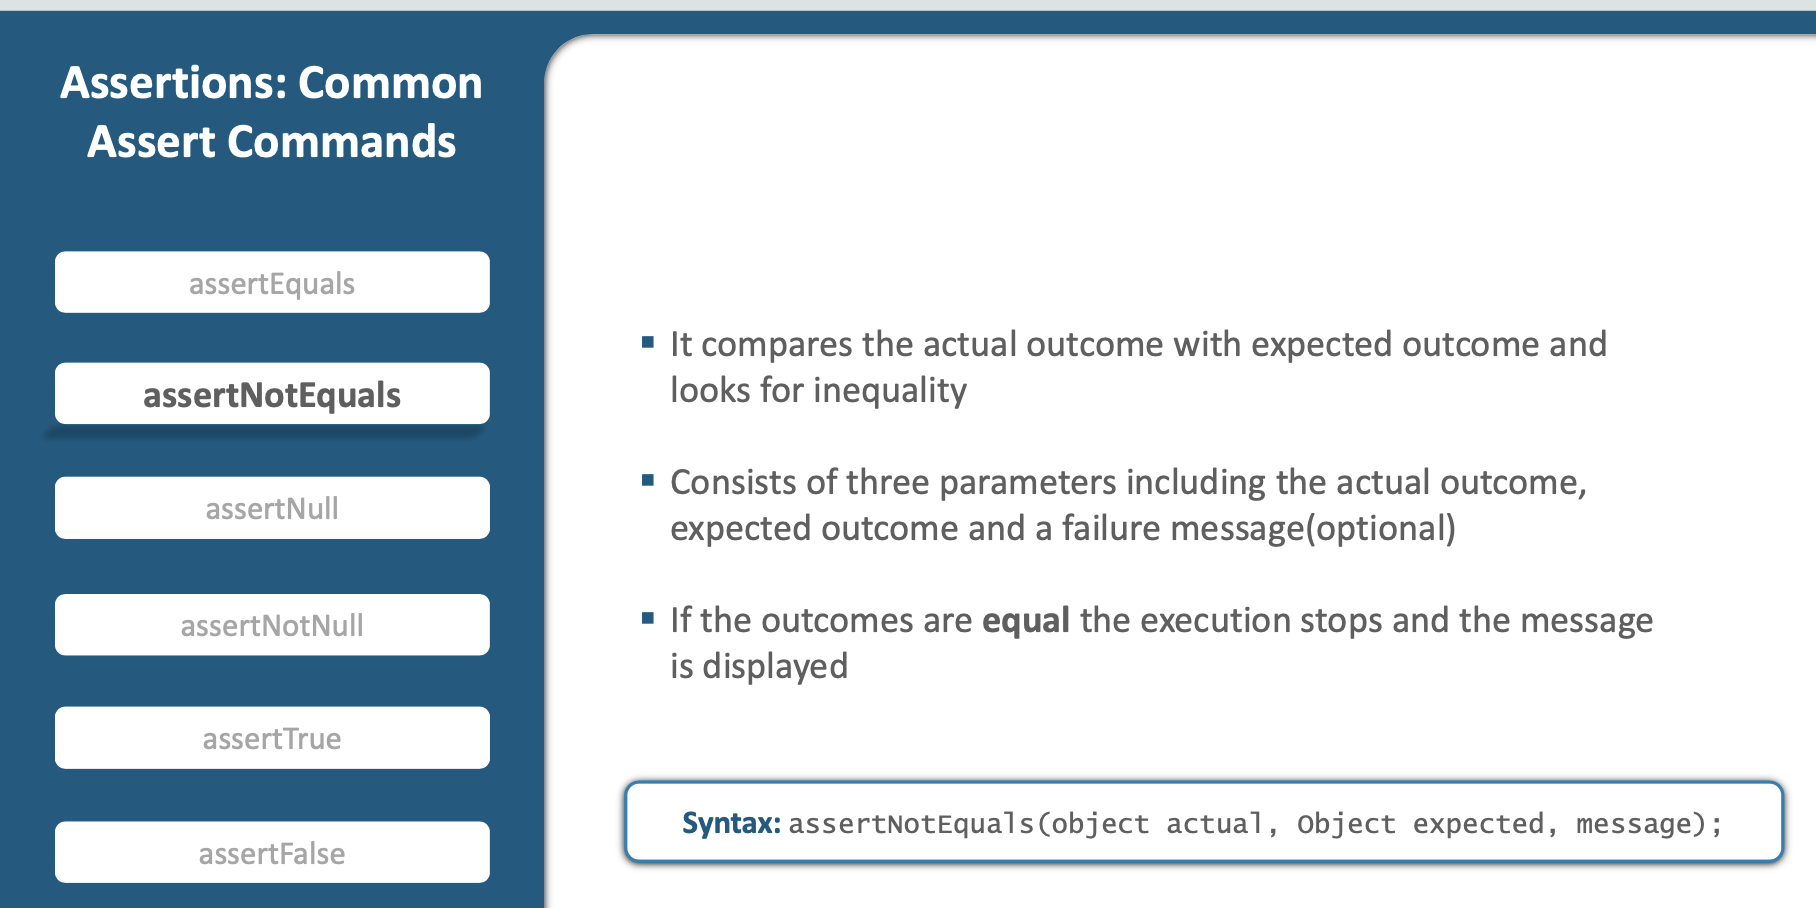 Assertions: Common
Assert Commands
assertEquals
assertNotEquals
assertNull
assertNotNull
assertTrue
assertFalse
▪ It compares the actual outcome with expected outcome and
looks for inequality
▪ Consists of three parameters including the actual outcome,
expected outcome and a failure message(optional)
▪ If the outcomes are equal the execution stops and the message
is displayed
Syntax: assertNotEquals(object actual, Object expected, message);